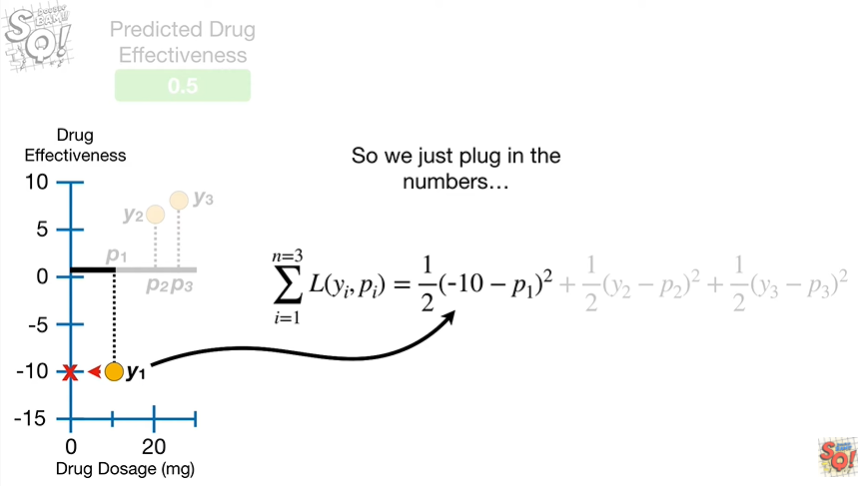 SQ!
Predicted Drug
Effectiveness
0.5
Drug
Effectiveness
So we just plug in the
numbers…
10
5
0
-5
-10
-15
y₁
y₂
y₃
p₁
p₂ p₃
n=3
∑ L(yᵢ, pᵢ) = 1/2(-10 − p₁)² + 1/2(y₂ − p₂)² + 1/2(y₃ − p₃)²
i=1
0 20
Drug Dosage (mg)
SQ!